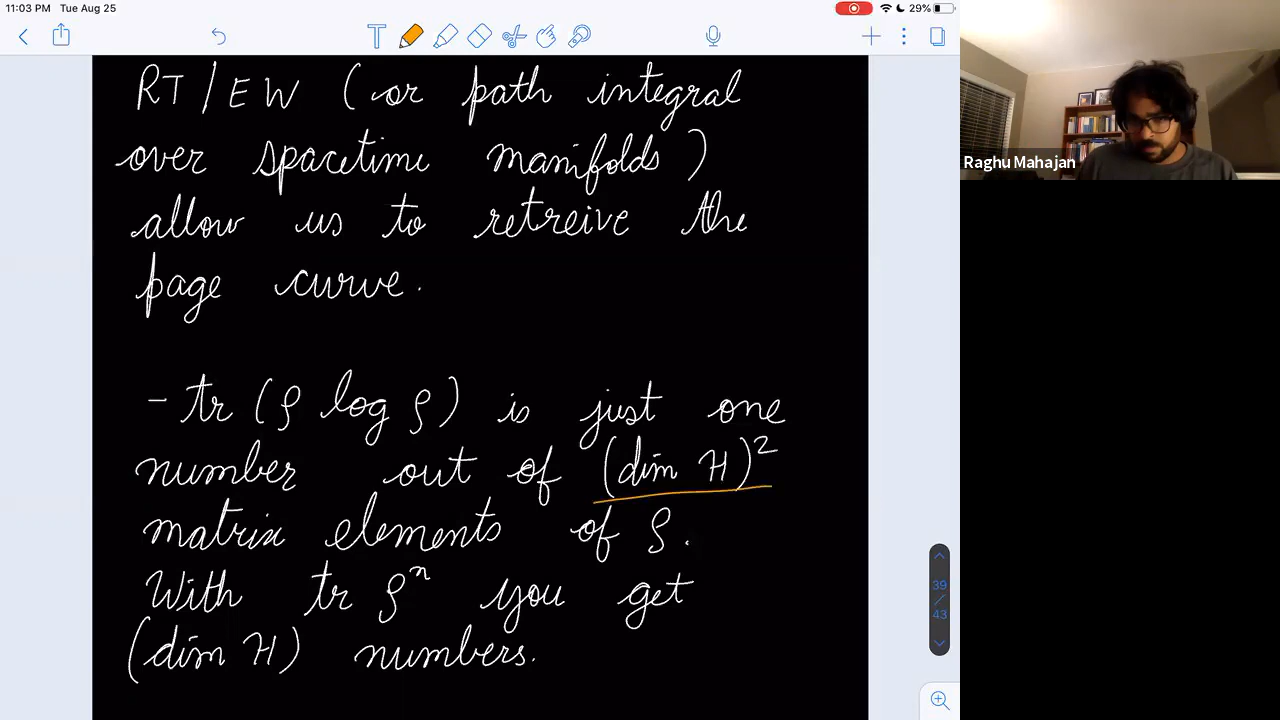 11:03 PM Tue Aug 25
29%
RT/EW (or path integral
over spacetime manifolds)
allow us to retreive the
page curve.
- tr (ρ log ρ) is just one
number out of (dim H)²
matrix elements of ρ.
With tr ρⁿ you get
(dim H) numbers.
39
/
43
Raghu Mahajan